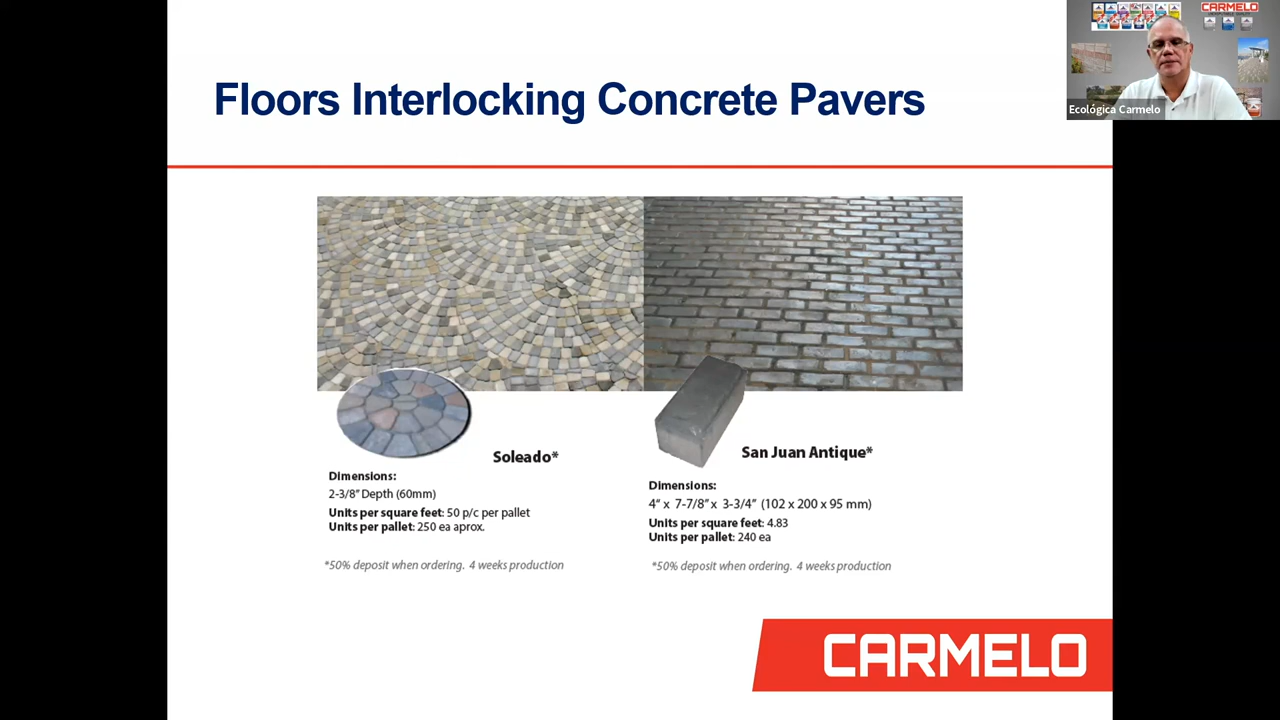 CARMELO
Ecológica Carmelo
Floors Interlocking Concrete Pavers
Soleado*
Dimensions:
2-3/8” Depth (60mm)
Units per square feet: 50 p/c per pallet
Units per pallet: 250 ea aprox.
*50% deposit when ordering. 4 weeks production
San Juan Antique*
Dimensions:
4” x 7-7/8” x 3-3/4” (102 x 200 x 95 mm)
Units per square feet: 4.83
Units per pallet: 240 ea
*50% deposit when ordering. 4 weeks production
CARMELO